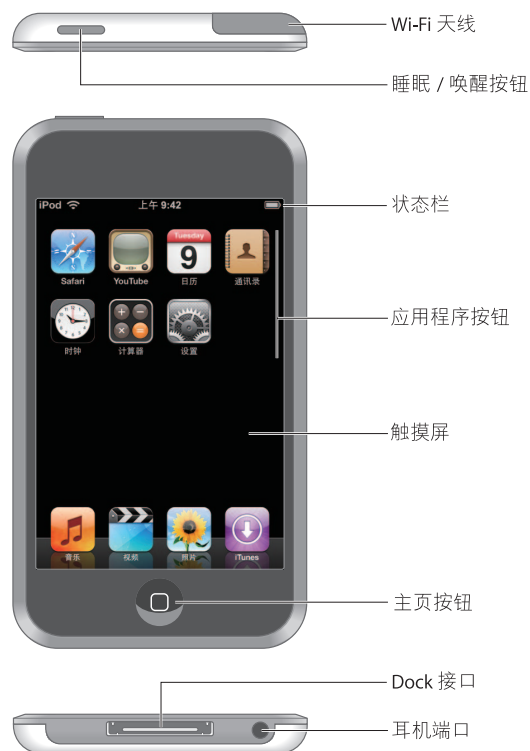 Wi-Fi 天线
睡眠 / 唤醒按钮
iPod 上午 9:42
状态栏
Tuesday
9
Safari YouTube 日历 通讯录
应用程序按钮
时钟 计算器 设置
触摸屏
音乐 视频 照片 iTunes
主页按钮
Dock 接口
耳机端口